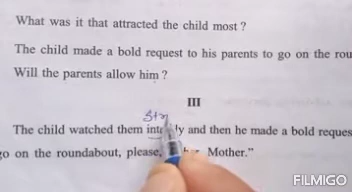 What was it that attracted the child most ?
The child made a bold request to his parents to go on the rou
Will the parents allow him ?
III
The child watched them inte ly and then he made a bold reques
go on the roundabout, please, Mother."
FILMIGO